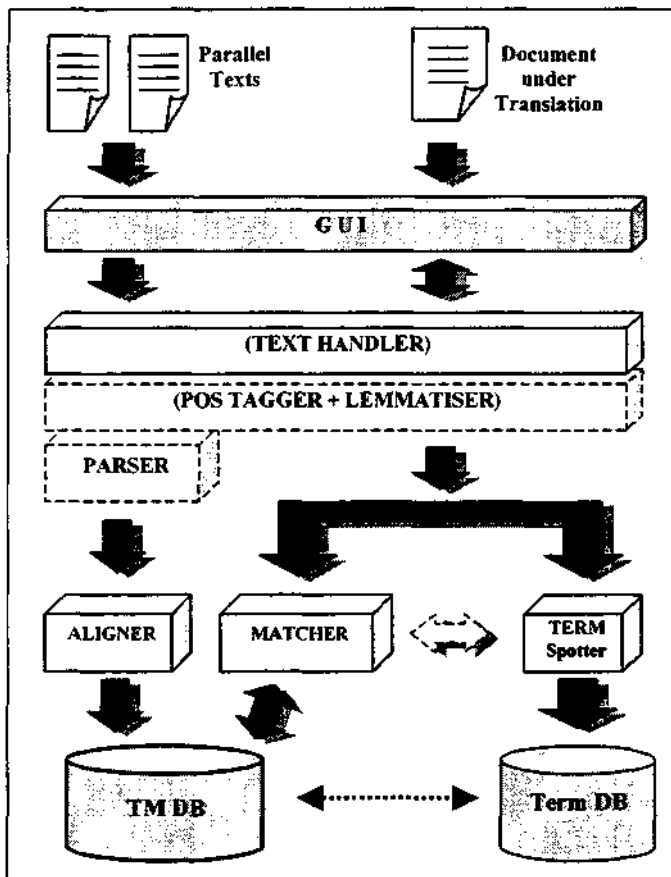 Parallel
Texts
Document
under
Translation
GUI
(TEXT HANDLER)
(POS TAGGER + LEMMATISER)
PARSER
ALIGNER
MATCHER
TERM
Spotter
TM DB
Term DB